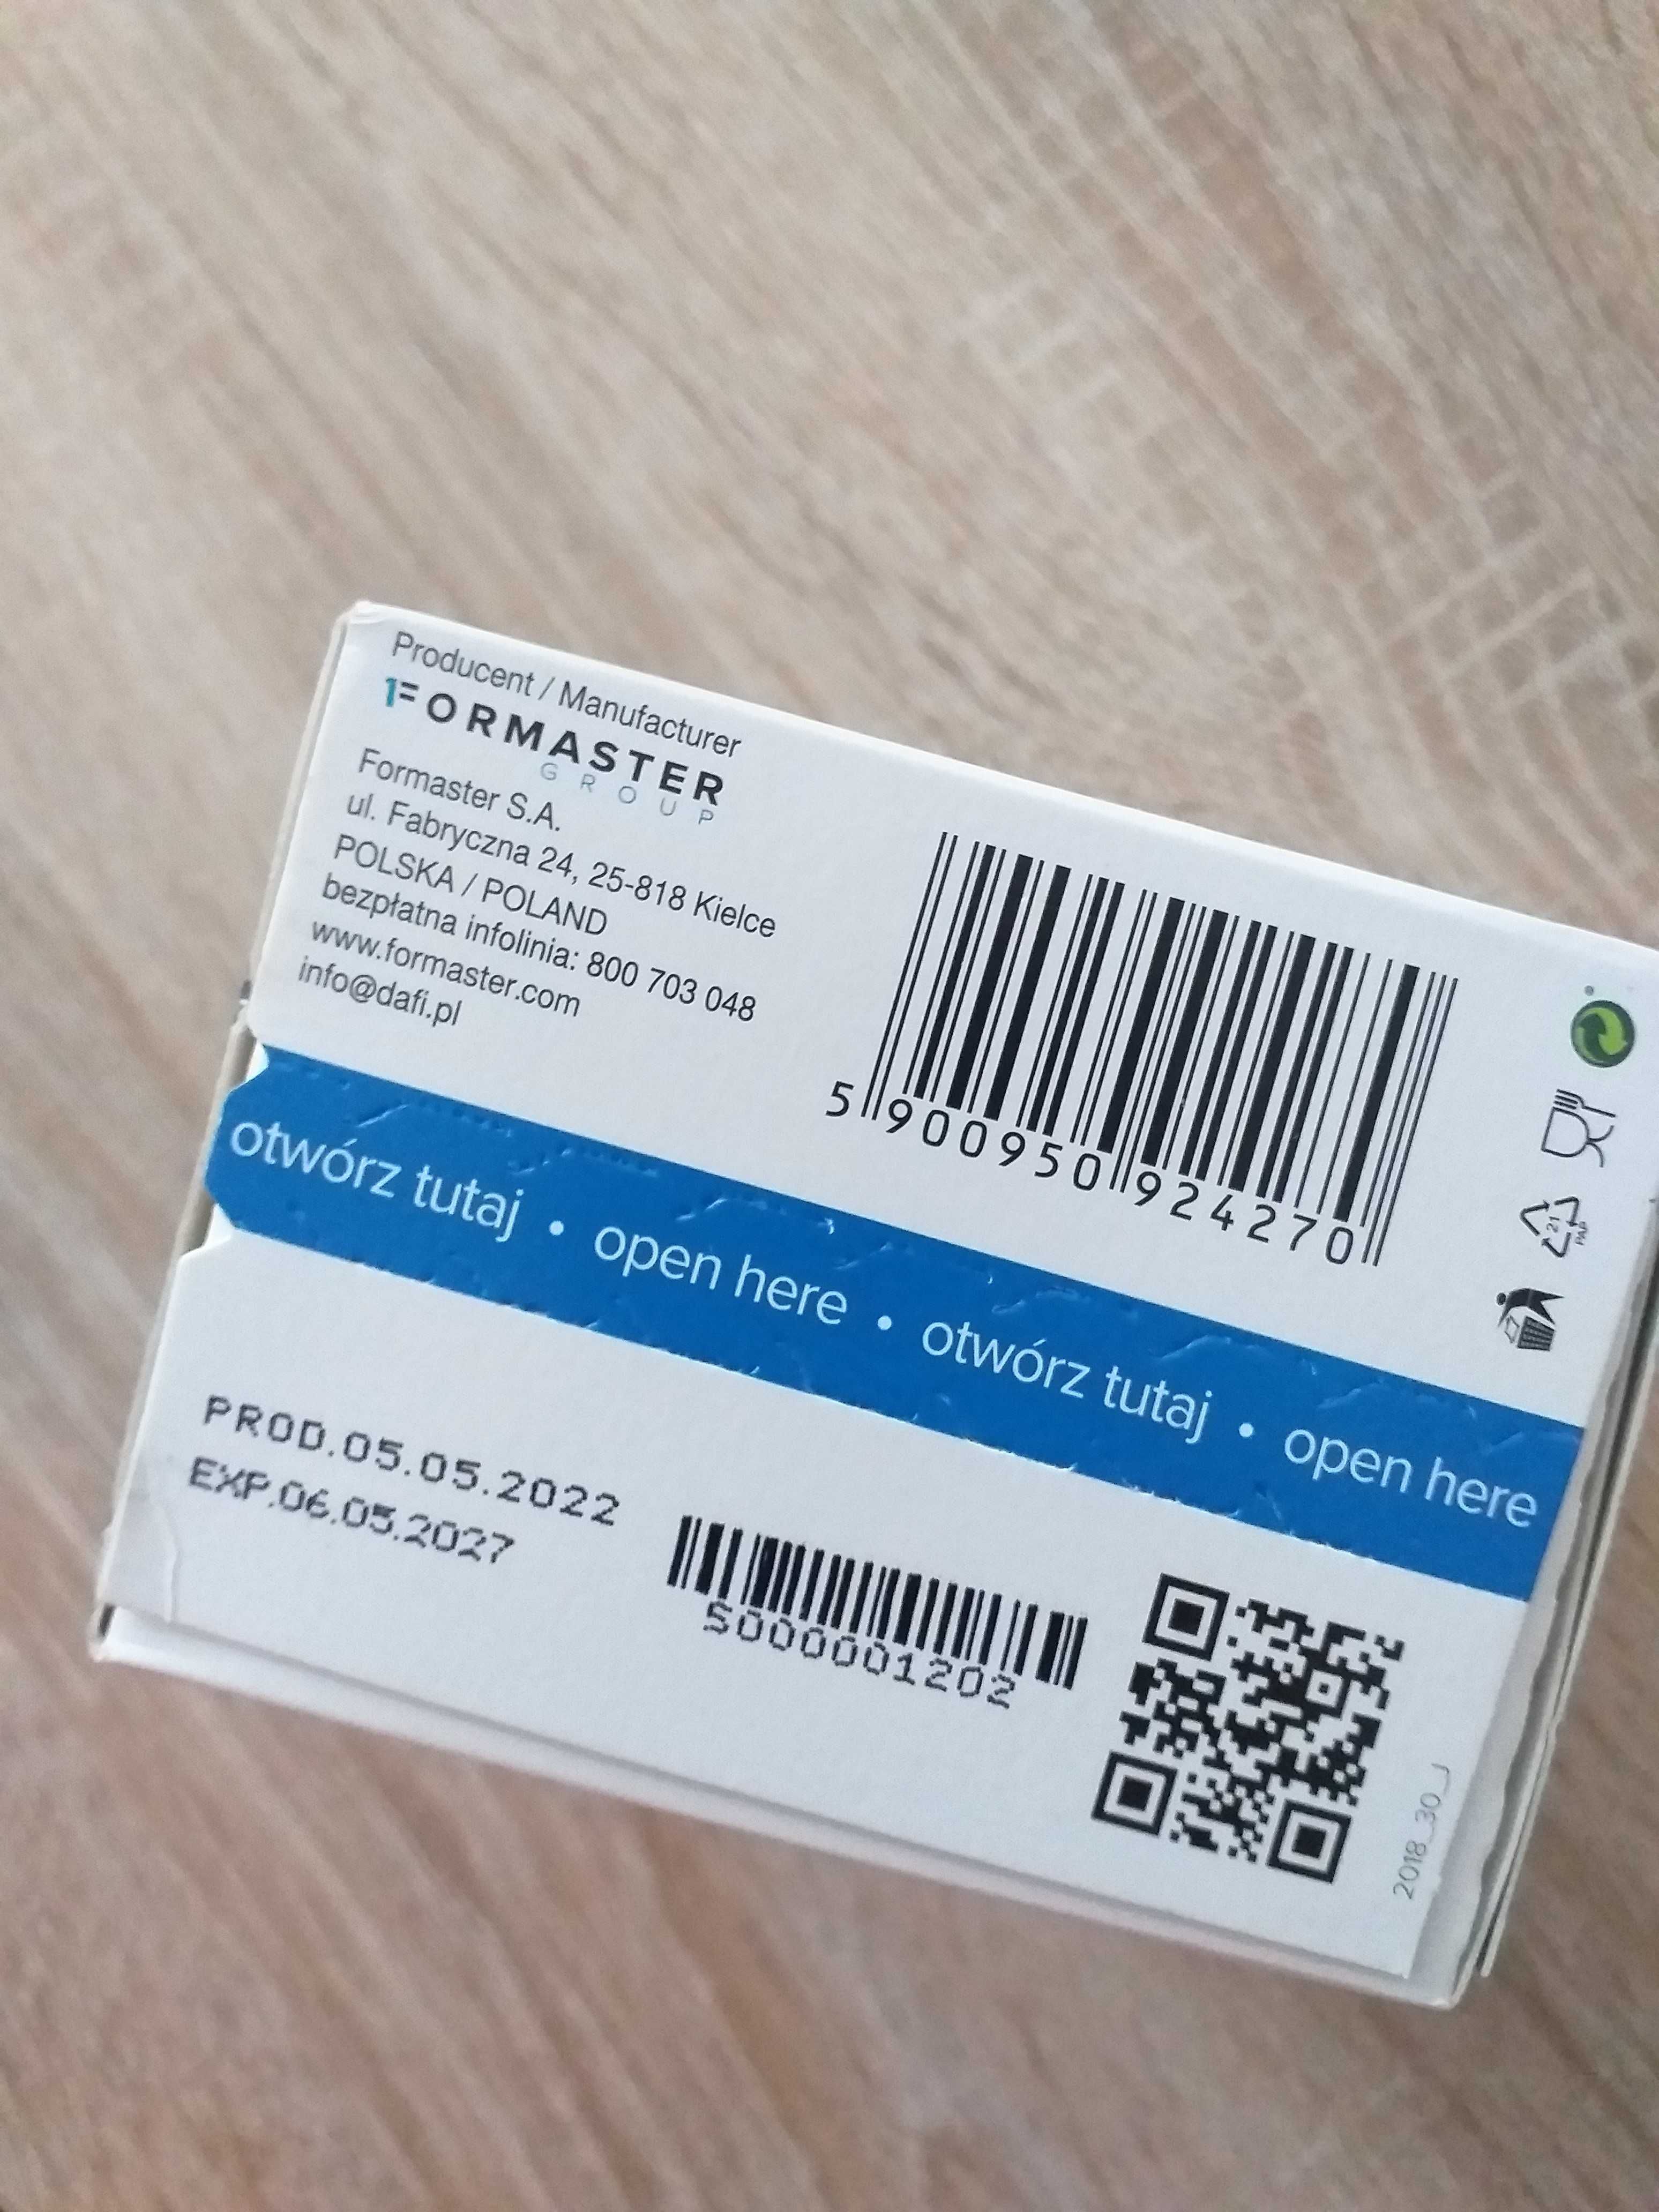 Producent / Manufacturer
FORMASTER
GROUP
Formaster S.A.
ul. Fabryczna 24, 25-818 Kielce
POLSKA / POLAND
bezpłatna infolinia: 800 703 048
www.formaster.com
info@dafi.pl
5 900950 924270
21
PAP
otwórz tutaj • open here • otwórz tutaj • open here
PROD.05.05.2022
EXP.06.05.2027
5000001202
2018_30_J